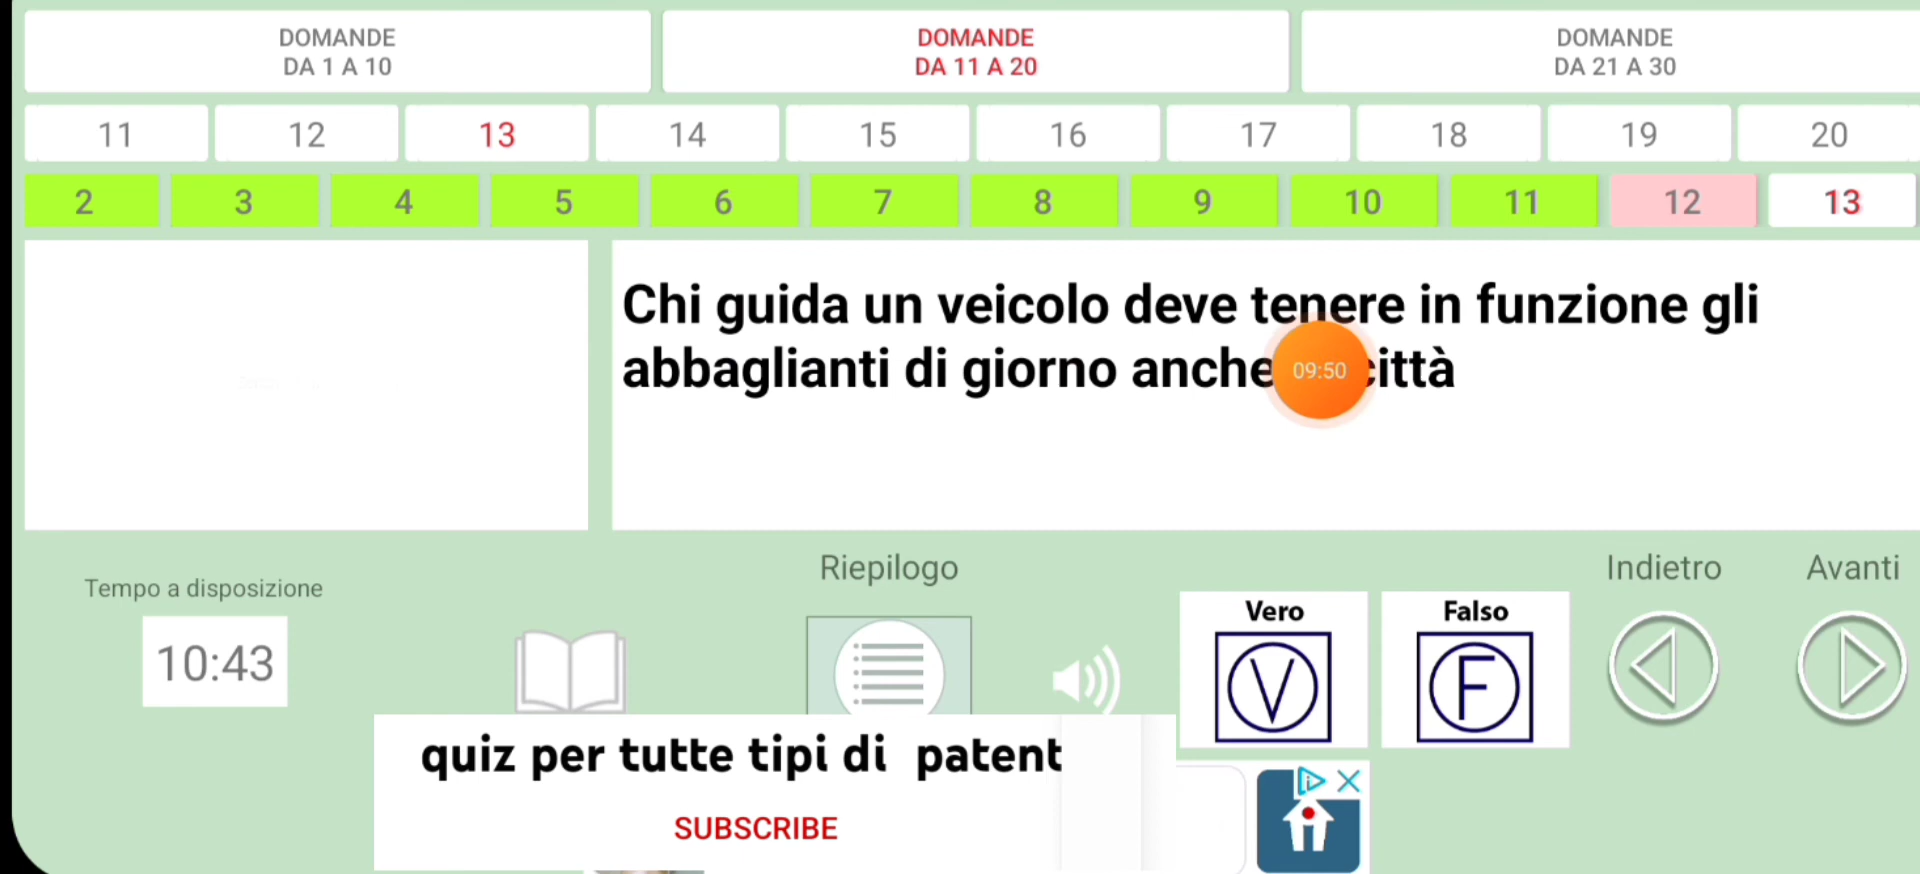 DOMANDE
DA 1 A 10
DOMANDE
DA 11 A 20
DOMANDE
DA 21 A 30
11 12 13 14 15 16 17 18 19 20
2 3 4 5 6 7 8 9 10 11 12 13
Chi guida un veicolo deve tenere in funzione gli
abbaglianti di giorno anche città
09:50
Tempo a disposizione
10:43
Riepilogo
Vero
V
Falso
F
Indietro
Avanti
quiz per tutte tipi di patent
SUBSCRIBE